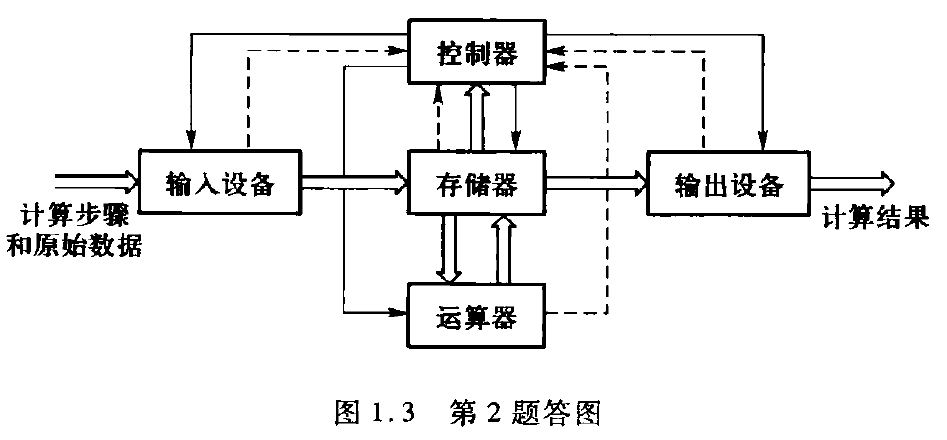 控制器
输入设备
存储器
输出设备
计算步骤
和原始数据
计算结果
运算器
图 1.3 第 2 题答图